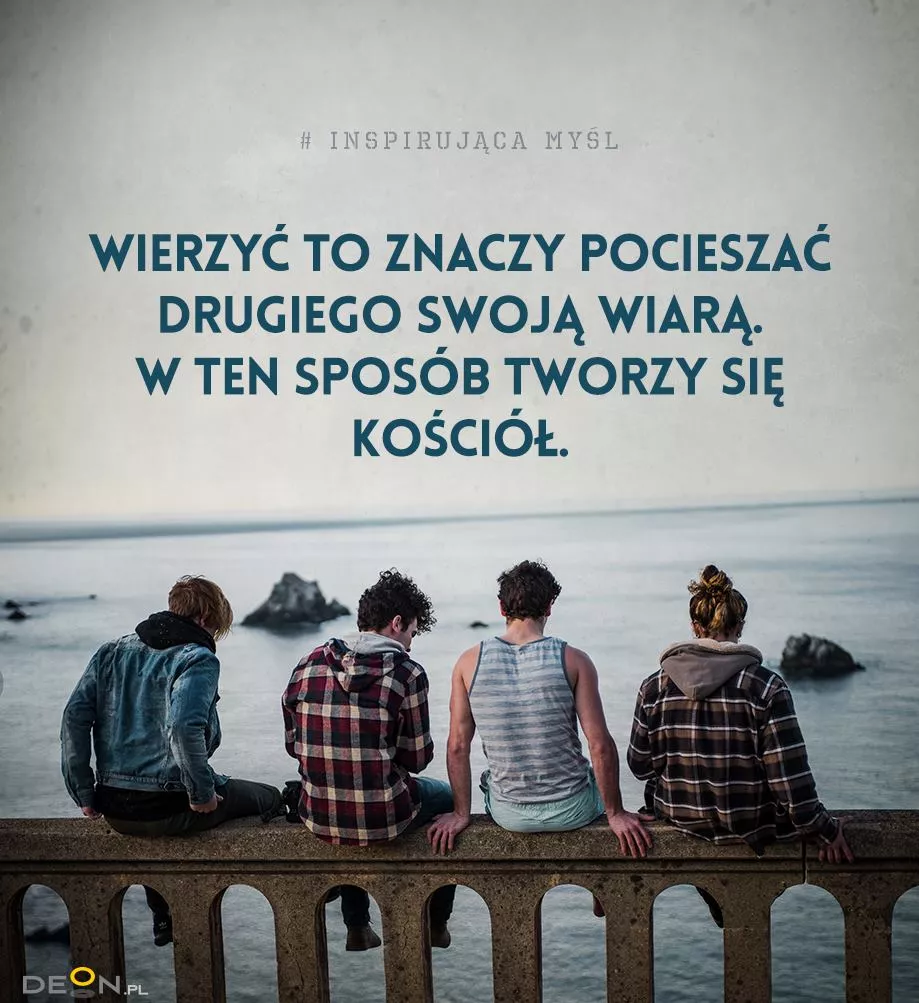 # INSPIRUJĄCA MYŚL
WIERZYĆ TO ZNACZY POCIESZAĆ
DRUGIEGO SWOJĄ WIARĄ.
W TEN SPOSÓB TWORZY SIĘ
KOŚCIÓŁ.
DEON.PL